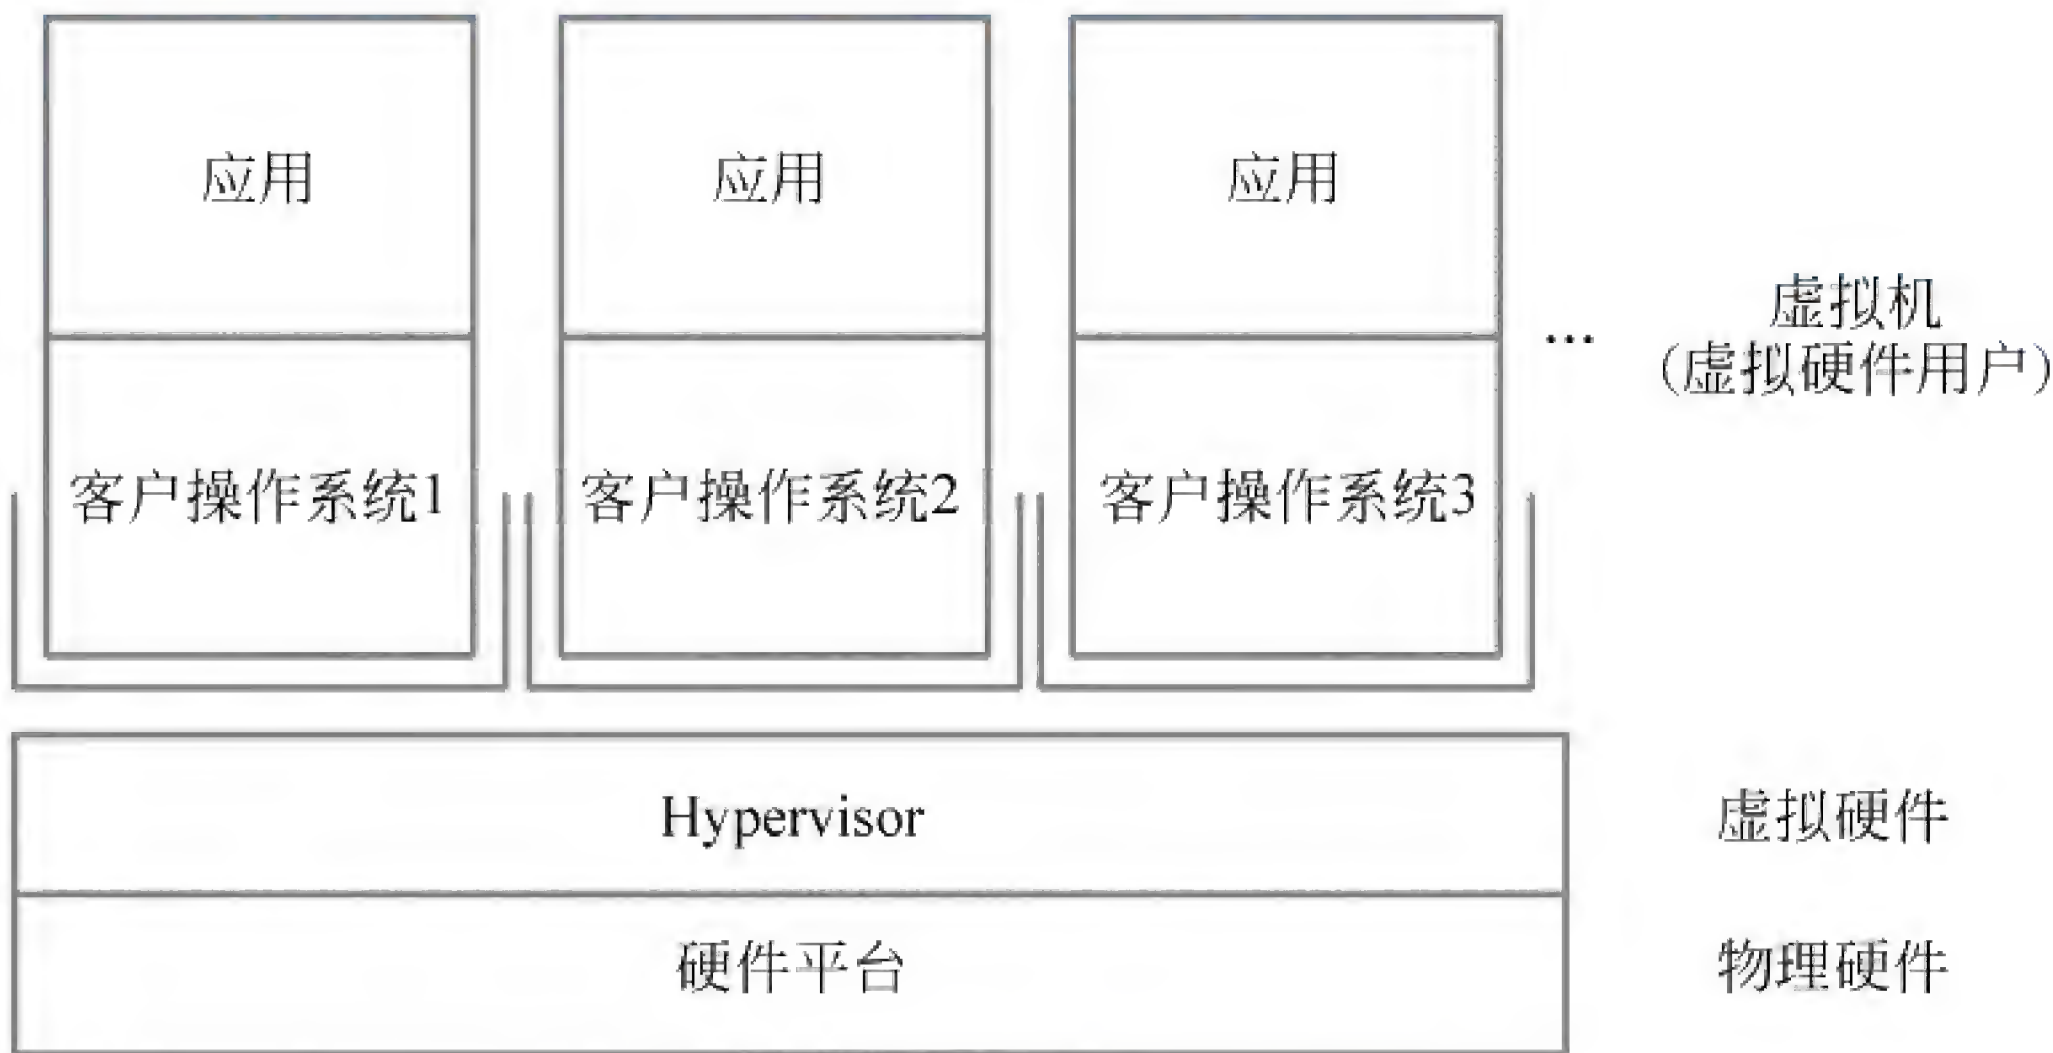 应用
应用
应用
虚拟机
(虚拟硬件用户)
...
客户操作系统1
客户操作系统2
客户操作系统3
Hypervisor
虚拟硬件
硬件平台
物理硬件